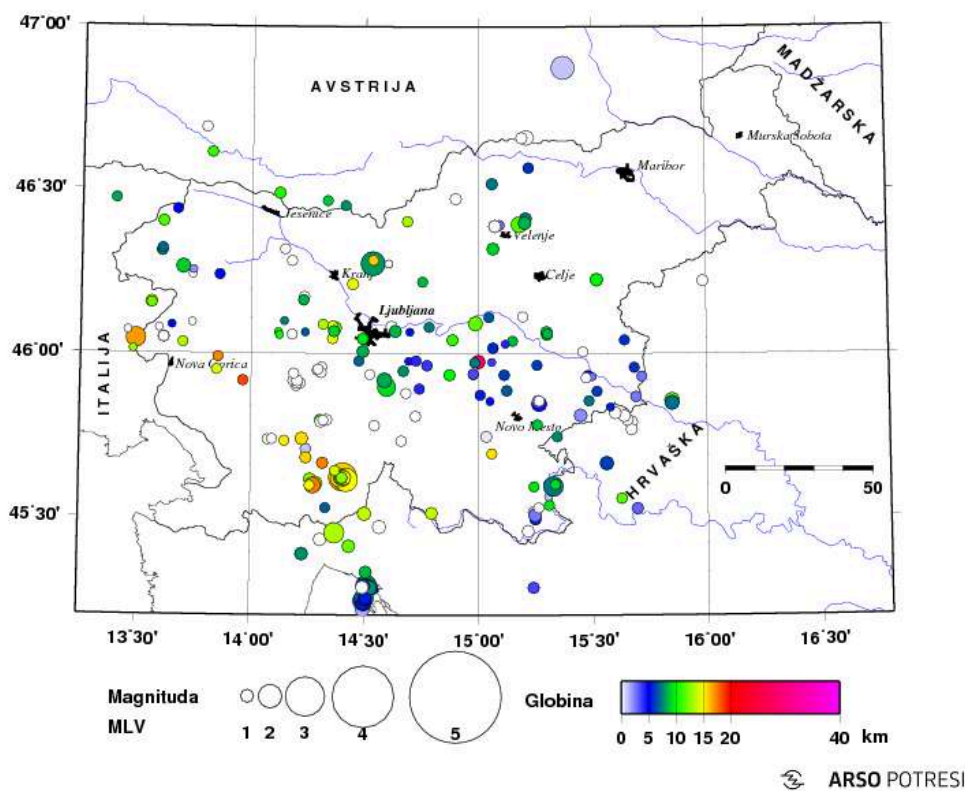 47°00'
46°30'
46°00'
45°30'
13°30'
14°00'
14°30'
15°00'
15°30'
16°00'
16°30'
AVSTRIJA
MADŽARSKA
ITALIJA
HRVAŠKA
Murska Sobota
Maribor
Jesenice
Velenje
Kranj
Celje
Ljubljana
Nova Gorica
Novo Mesto
0 50
Magnituda
MLV
1 2 3 4 5
Globina
0 5 10 15 20 40 km
ARSO POTRESI